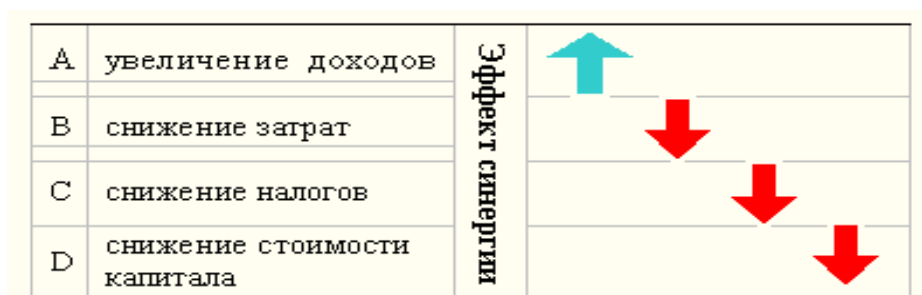 A увеличение доходов
B снижение затрат
C снижение налогов
D снижение стоимости
капитала
Эффект синергии